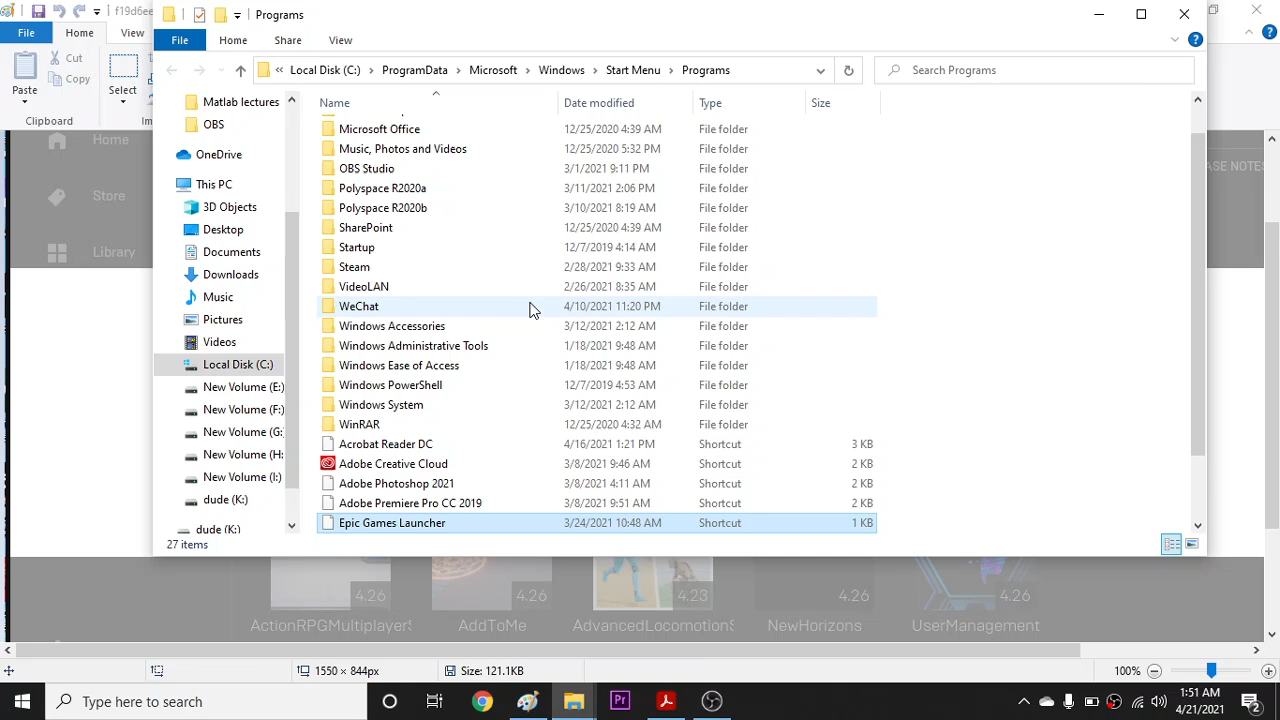 f19d6ee
File
Home
View
Paste
Cut
Copy
Select
Clipboard
Programs
File
Home
Share
View
« Local Disk (C:) › ProgramData › Microsoft › Windows › Start Menu › Programs
Search Programs
Matlab lectures
OBS
OneDrive
This PC
3D Objects
Desktop
Documents
Downloads
Music
Pictures
Videos
Local Disk (C:)
New Volume (E:)
New Volume (F:)
New Volume (G:
New Volume (H:
New Volume (I:)
dude (K:)
dude (K:)
Name Date modified Type Size
Microsoft Office 12/25/2020 4:39 AM File folder
Music, Photos and Videos 12/25/2020 5:32 PM File folder
OBS Studio 3/1/2021 9:11 PM File folder
Polyspace R2020a 3/11/2021 2:06 PM File folder
Polyspace R2020b 3/10/2021 8:19 AM File folder
SharePoint 12/25/2020 4:39 AM File folder
Startup 12/7/2019 4:14 AM File folder
Steam 2/28/2021 9:33 AM File folder
VideoLAN 2/26/2021 8:35 AM File folder
WeChat 4/10/2021 11:20 PM File folder
Windows Accessories 3/12/2021 2:12 AM File folder
Windows Administrative Tools 1/18/2021 9:48 AM File folder
Windows Ease of Access 1/18/2021 9:48 AM File folder
Windows PowerShell 12/7/2019 4:53 AM File folder
Windows System 3/12/2021 2:12 AM File folder
WinRAR 12/25/2020 4:32 AM File folder
Acrobat Reader DC 4/16/2021 1:21 PM Shortcut 3 KB
Adobe Creative Cloud 3/8/2021 9:46 AM Shortcut 2 KB
Adobe Photoshop 2021 3/8/2021 4:11 AM Shortcut 2 KB
Adobe Premiere Pro CC 2019 3/8/2021 9:51 AM Shortcut 2 KB
Epic Games Launcher 3/24/2021 10:48 AM Shortcut 1 KB
27 items
Home
Store
Library
ASE NOTES
4.26
4.26
4.23
4.26
4.26
ActionRPGMultiplayerS
AddToMe
AdvancedLocomotionS
NewHorizons
UserManagement
1550 × 844px
Size: 121.1KB
100%
Type here to search
Pr
1:51 AM
4/21/2021
2